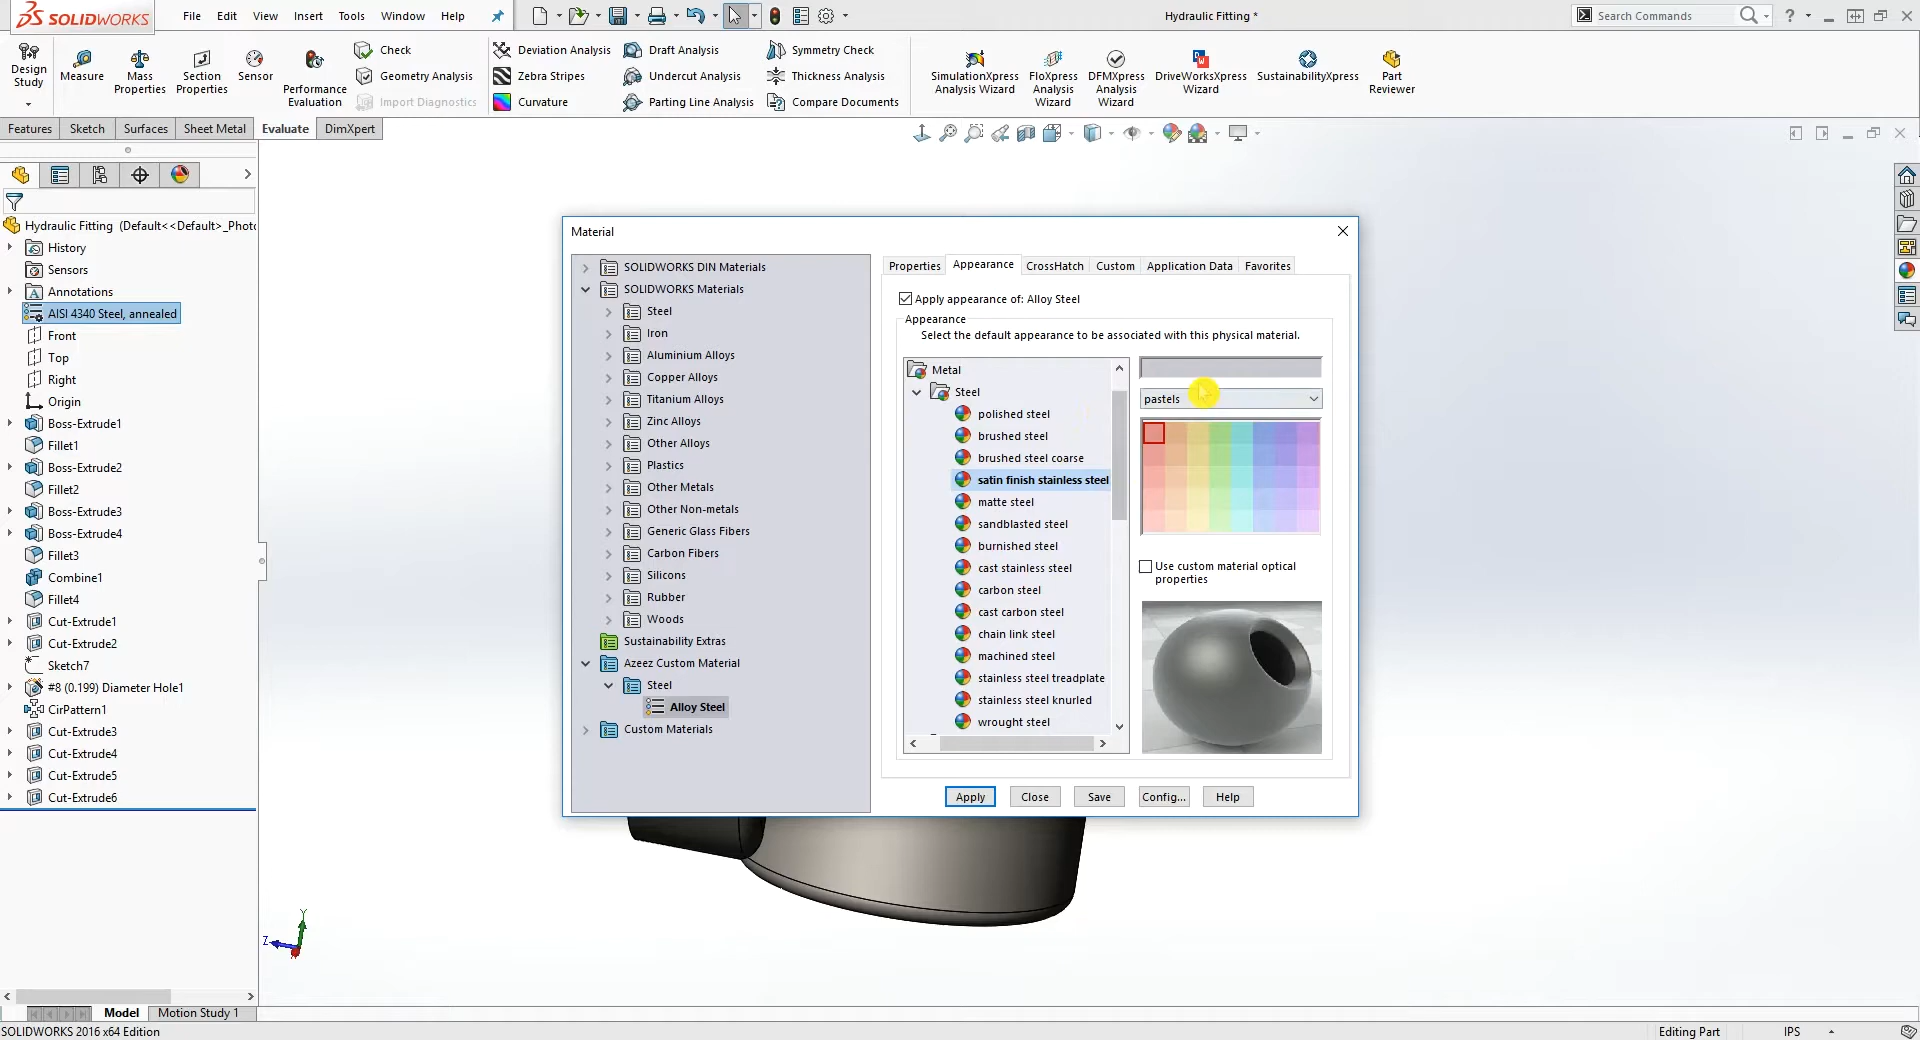 SOLIDWORKS
File Edit View Insert Tools Window Help
Hydraulic Fitting *
Search Commands
Design Study
Measure
Mass Properties
Section Properties
Sensor
Performance Evaluation
Check
Geometry Analysis
Import Diagnostics
Deviation Analysis
Zebra Stripes
Curvature
Draft Analysis
Undercut Analysis
Parting Line Analysis
Symmetry Check
Thickness Analysis
Compare Documents
SimulationXpress Analysis Wizard
FloXpress Analysis Wizard
DFMXpress Analysis Wizard
DriveWorksXpress Wizard
SustainabilityXpress
Part Reviewer
Features Sketch Surfaces Sheet Metal Evaluate DimXpert
Hydraulic Fitting (Default<<Default>_Phot
History
Sensors
Annotations
AISI 4340 Steel, annealed
Front
Top
Right
Origin
Boss-Extrude1
Fillet1
Boss-Extrude2
Fillet2
Boss-Extrude3
Boss-Extrude4
Fillet3
Combine1
Fillet4
Cut-Extrude1
Cut-Extrude2
Sketch7
#8 (0.199) Diameter Hole1
CirPattern1
Cut-Extrude3
Cut-Extrude4
Cut-Extrude5
Cut-Extrude6
Material
SOLIDWORKS DIN Materials
SOLIDWORKS Materials
Steel
Iron
Aluminium Alloys
Copper Alloys
Titanium Alloys
Zinc Alloys
Other Alloys
Plastics
Other Metals
Other Non-metals
Generic Glass Fibers
Carbon Fibers
Silicons
Rubber
Woods
Sustainability Extras
Azeez Custom Material
Steel
Alloy Steel
Custom Materials
Properties Appearance CrossHatch Custom Application Data Favorites
Apply appearance of: Alloy Steel
Appearance
Select the default appearance to be associated with this physical material.
Metal
Steel
polished steel
brushed steel
brushed steel coarse
satin finish stainless steel
matte steel
sandblasted steel
burnished steel
cast stainless steel
carbon steel
cast carbon steel
chain link steel
machined steel
stainless steel treadplate
stainless steel knurled
wrought steel
pastels
Use custom material optical
properties
Apply Close Save Config... Help
Y
Z
Model Motion Study 1
SOLIDWORKS 2016 x64 Edition
Editing Part
IPS